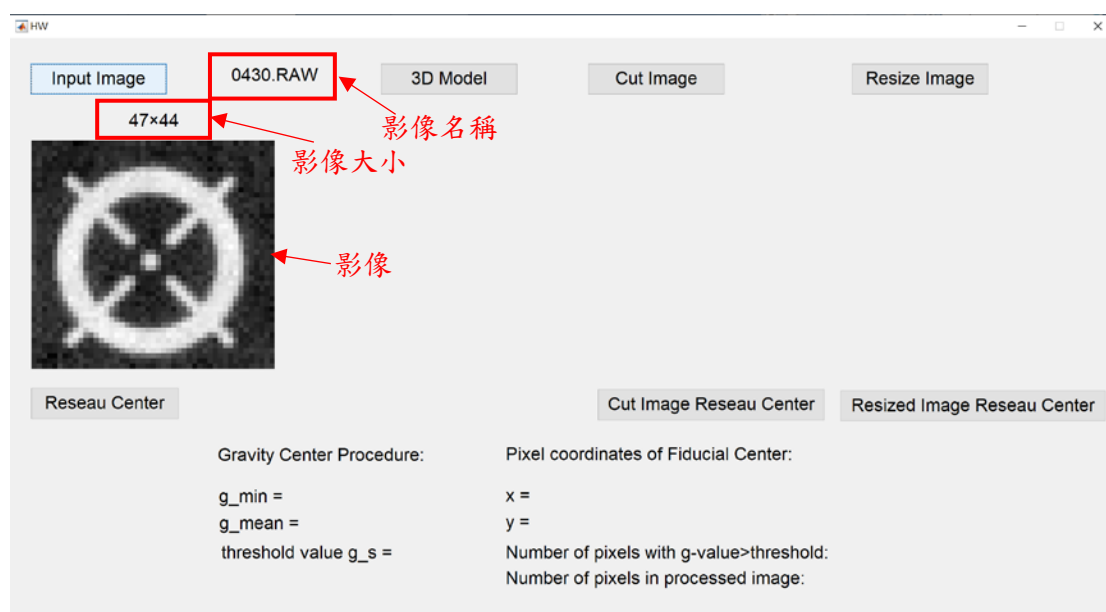 HW
Input Image
0430.RAW
3D Model
Cut Image
Resize Image
47×44
影像名稱
影像大小
影像
Reseau Center
Cut Image Reseau Center
Resized Image Reseau Center
Gravity Center Procedure:
Pixel coordinates of Fiducial Center:
g_min =
x =
g_mean =
y =
threshold value g_s =
Number of pixels with g-value>threshold:
Number of pixels in processed image: